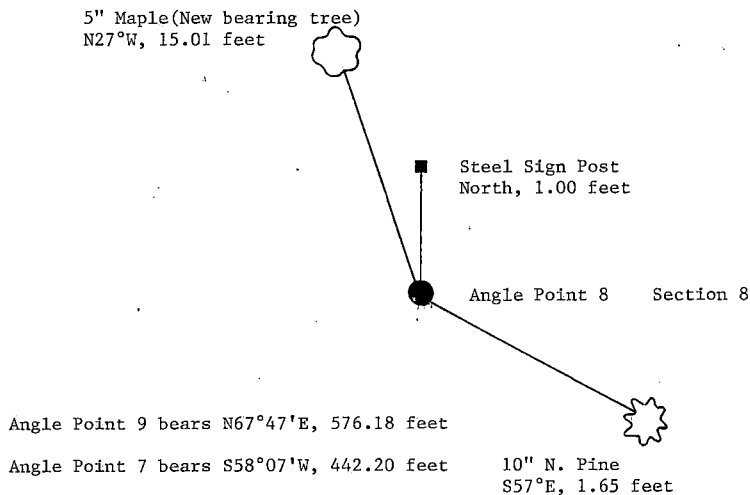 5" Maple(New bearing tree)
N27°W, 15.01 feet
Steel Sign Post
North, 1.00 feet
Angle Point 8 Section 8
Angle Point 9 bears N67°47'E, 576.18 feet
Angle Point 7 bears S58°07'W, 442.20 feet
10" N. Pine
S57°E, 1.65 feet